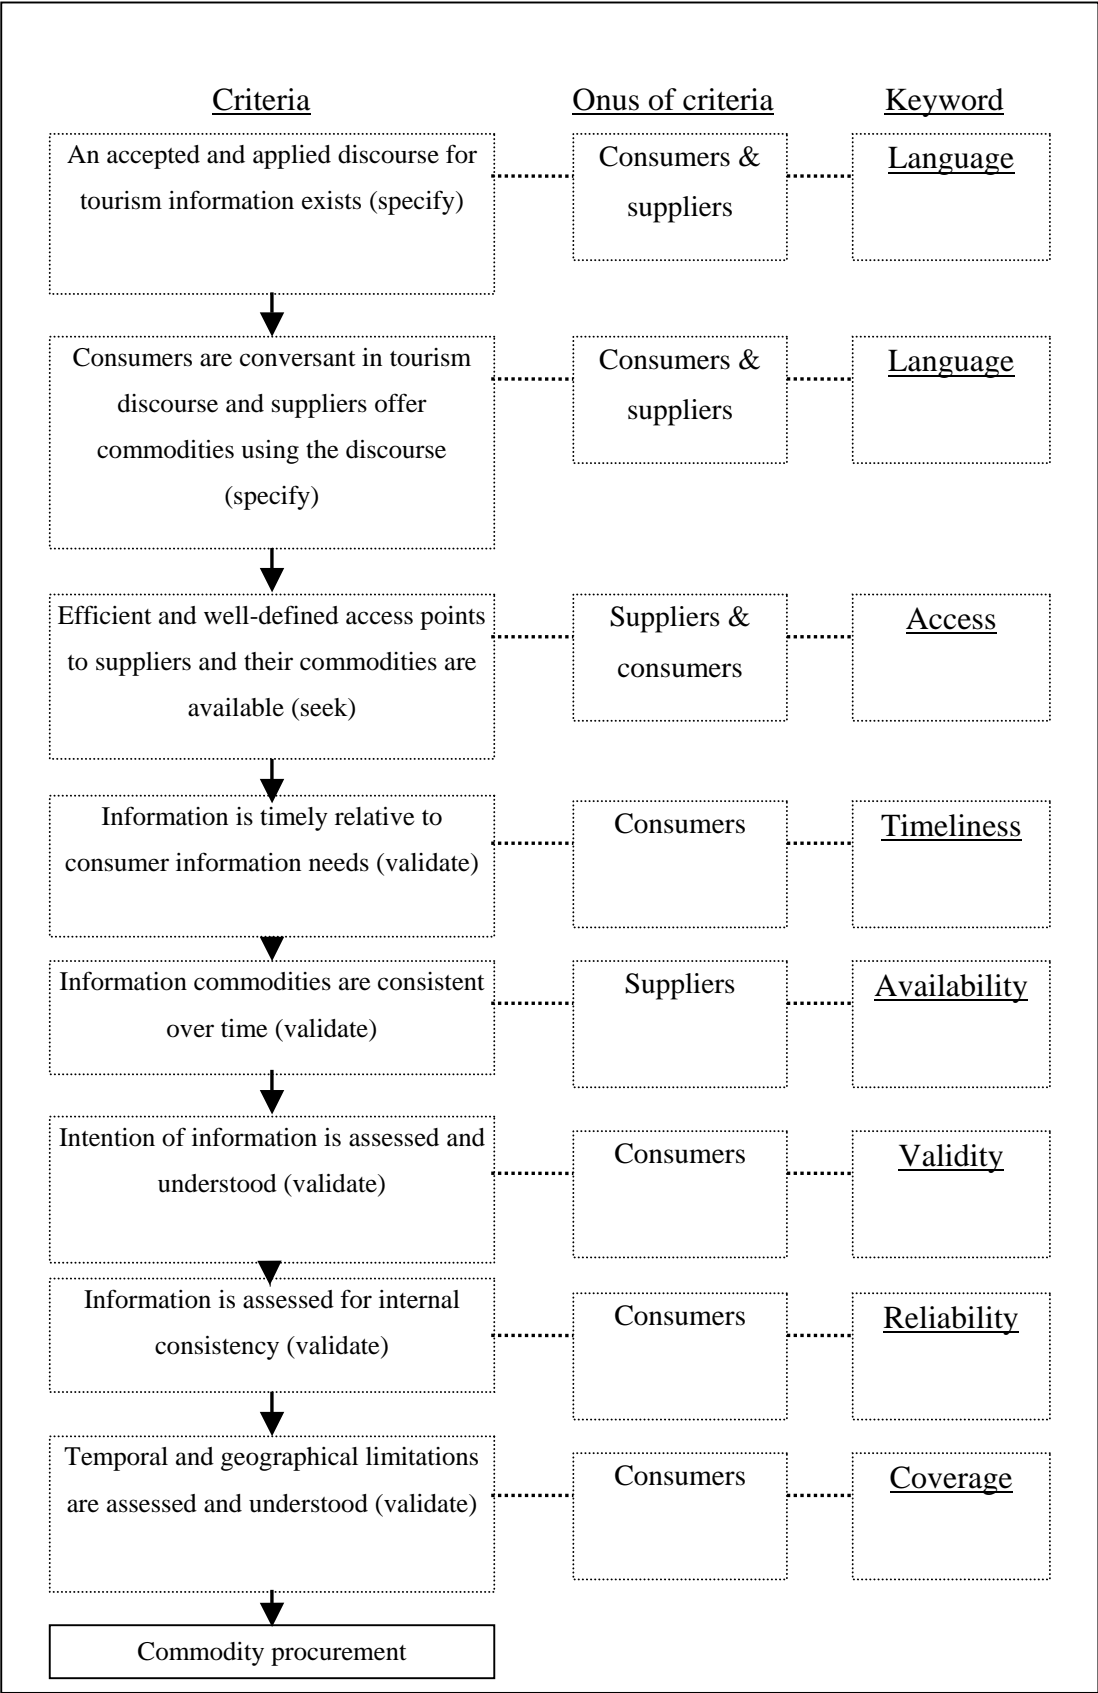 Criteria
Onus of criteria
Keyword
An accepted and applied discourse for
tourism information exists (specify)
Consumers &
suppliers
Language
Consumers are conversant in tourism
discourse and suppliers offer
commodities using the discourse
(specify)
Consumers &
suppliers
Language
Efficient and well-defined access points
to suppliers and their commodities are
available (seek)
Suppliers &
consumers
Access
Information is timely relative to
consumer information needs (validate)
Consumers
Timeliness
Information commodities are consistent
over time (validate)
Suppliers
Availability
Intention of information is assessed and
understood (validate)
Consumers
Validity
Information is assessed for internal
consistency (validate)
Consumers
Reliability
Temporal and geographical limitations
are assessed and understood (validate)
Consumers
Coverage
Commodity procurement